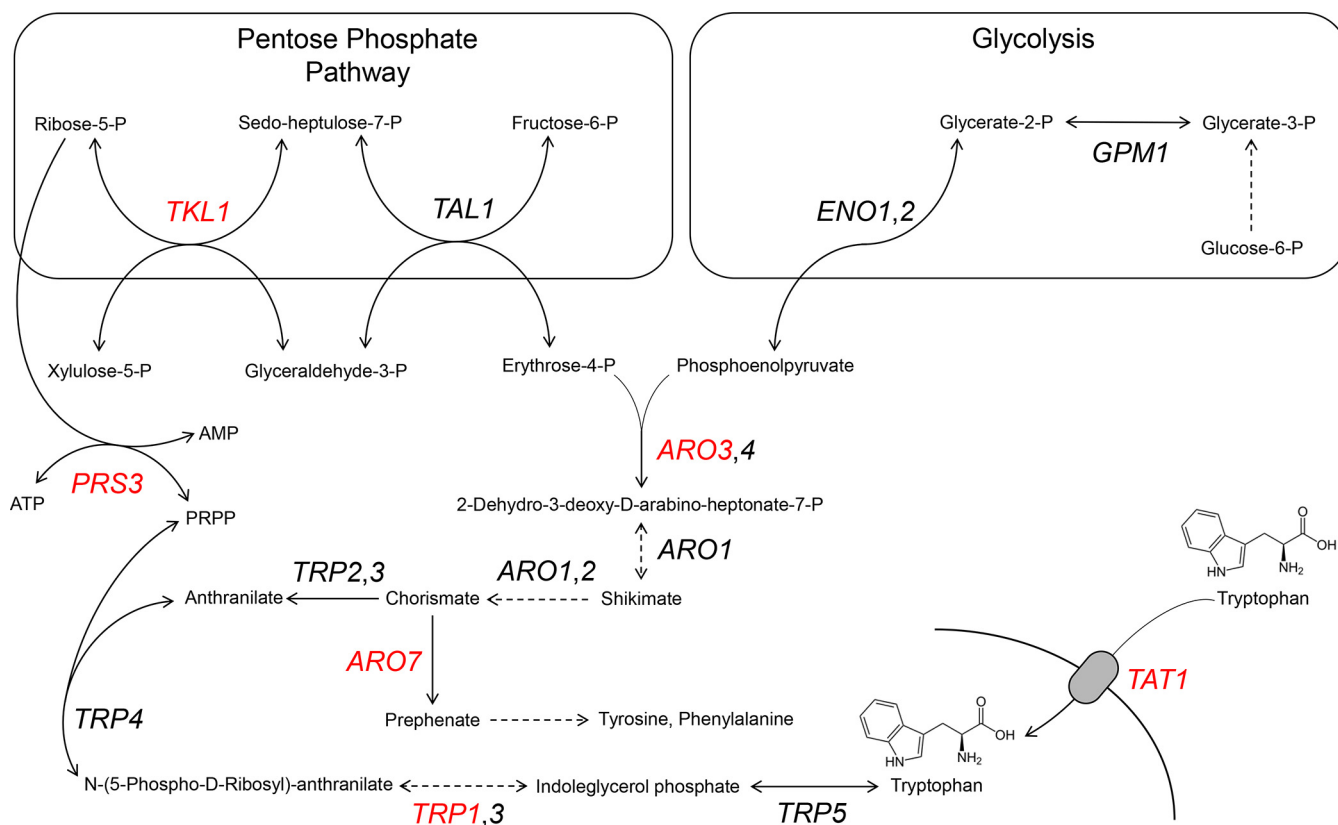 Pentose Phosphate
Pathway
Glycolysis
Ribose-5-P
Sedo-heptulose-7-P
Fructose-6-P
Glycerate-2-P
Glycerate-3-P
GPM1
TKL1
TAL1
ENO1,2
Glucose-6-P
Xylulose-5-P
Glyceraldehyde-3-P
Erythrose-4-P
Phosphoenolpyruvate
AMP
ARO3,4
PRS3
ATP
PRPP
2-Dehydro-3-deoxy-D-arabino-heptonate-7-P
ARO1
O
OH
NH2
HN
TRP2,3
ARO1,2
Anthranilate
Chorismate
Shikimate
Tryptophan
ARO7
TAT1
TRP4
Prephenate
Tyrosine, Phenylalanine
O
OH
NH2
HN
N-(5-Phospho-D-Ribosyl)-anthranilate
Indoleglycerol phosphate
Tryptophan
TRP1,3
TRP5